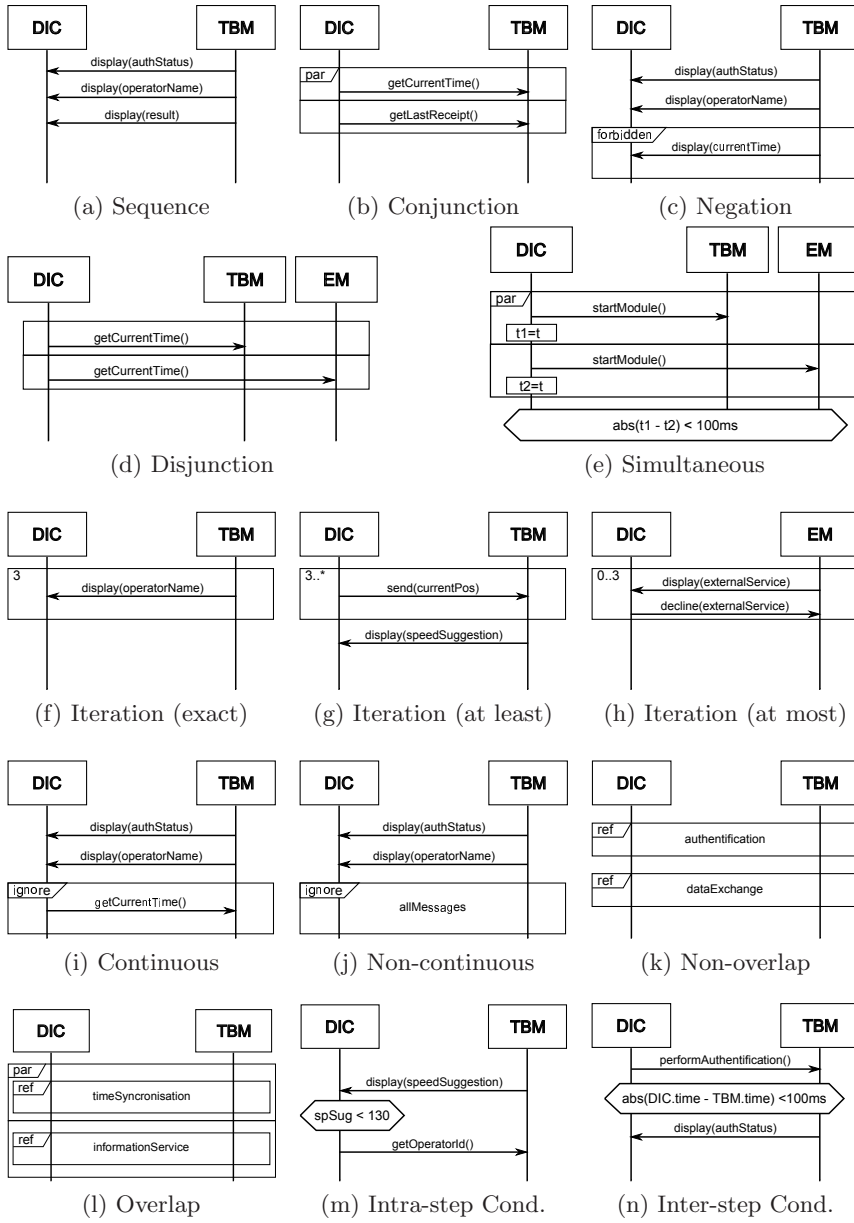 DIC TBM
display(authStatus)
display(operatorName)
display(result)
(a) Sequence
DIC TBM
par
getCurrentTime()
getLastReceipt()
(b) Conjunction
DIC TBM
display(authStatus)
display(operatorName)
forbidden
display(currentTime)
(c) Negation
DIC TBM EM
getCurrentTime()
getCurrentTime()
(d) Disjunction
DIC TBM EM
par
startModule()
t1=t
startModule()
t2=t
abs(t1 - t2) < 100ms
(e) Simultaneous
DIC TBM
3
display(operatorName)
(f) Iteration (exact)
DIC TBM
3..*
send(currentPos)
display(speedSuggestion)
(g) Iteration (at least)
DIC EM
0..3
display(externalService)
decline(externalService)
(h) Iteration (at most)
DIC TBM
display(authStatus)
display(operatorName)
ignore
getCurrentTime()
(i) Continuous
DIC TBM
display(authStatus)
display(operatorName)
ignore
allMessages
(j) Non-continuous
DIC TBM
ref
authentification
ref
dataExchange
(k) Non-overlap
DIC TBM
par
ref
timeSyncronisation
ref
informationService
(l) Overlap
DIC TBM
display(speedSuggestion)
spSug < 130
getOperatorId()
(m) Intra-step Cond.
DIC TBM
performAuthentification()
abs(DIC.time - TBM.time) <100ms
display(authStatus)
(n) Inter-step Cond.